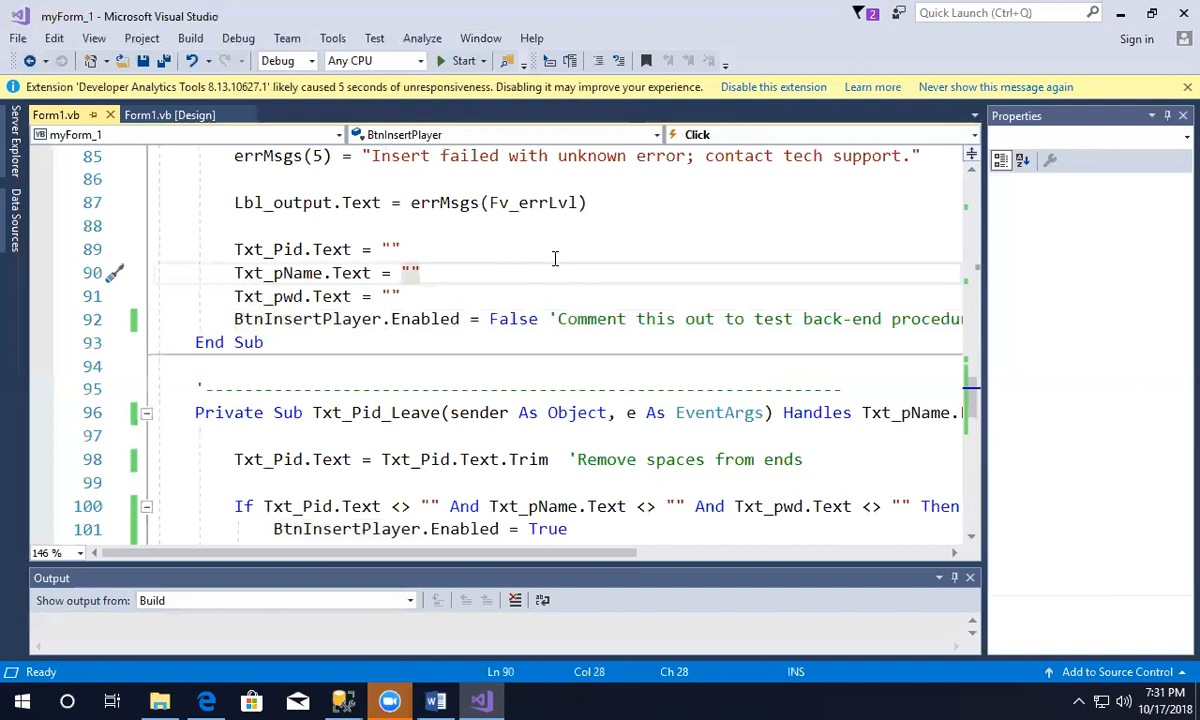 myForm_1 - Microsoft Visual Studio
2
Quick Launch (Ctrl+Q)
File Edit View Project Build Debug Team Tools Test Analyze Window Help
Sign in
Debug Any CPU Start
Extension 'Developer Analytics Tools 8.13.10627.1' likely caused 5 seconds of unresponsiveness. Disabling it may improve your experience. Disable this extension Learn more Never show this message again
Server Explorer
Data Sources
Form1.vb Form1.vb [Design]
Properties
myForm_1 BtnInsertPlayer Click
85 errMsgs(5) = "Insert failed with unknown error; contact tech support."
86
87 Lbl_output.Text = errMsgs(Fv_errLvl)
88
89 Txt_Pid.Text = ""
90 Txt_pName.Text = ""
91 Txt_pwd.Text = ""
92 BtnInsertPlayer.Enabled = False 'Comment this out to test back-end procedu
93 End Sub
94
95 '-----------------------------------------------------------------
96 Private Sub Txt_Pid_Leave(sender As Object, e As EventArgs) Handles Txt_pName.
97
98 Txt_Pid.Text = Txt_Pid.Text.Trim 'Remove spaces from ends
99
100 If Txt_Pid.Text <> "" And Txt_pName.Text <> "" And Txt_pwd.Text <> "" Then
101 BtnInsertPlayer.Enabled = True
146 %
Output
Show output from: Build
Ready Ln 90 Col 28 Ch 28 INS Add to Source Control
7:31 PM
10/17/2018